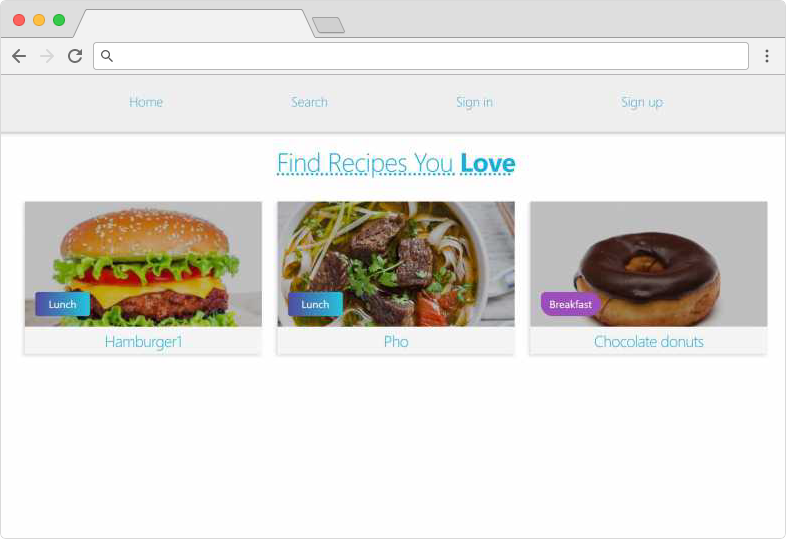 Home Search Sign in Sign up
Find Recipes You Love
Lunch Lunch Breakfast
Hamburger1 Pho Chocolate donuts